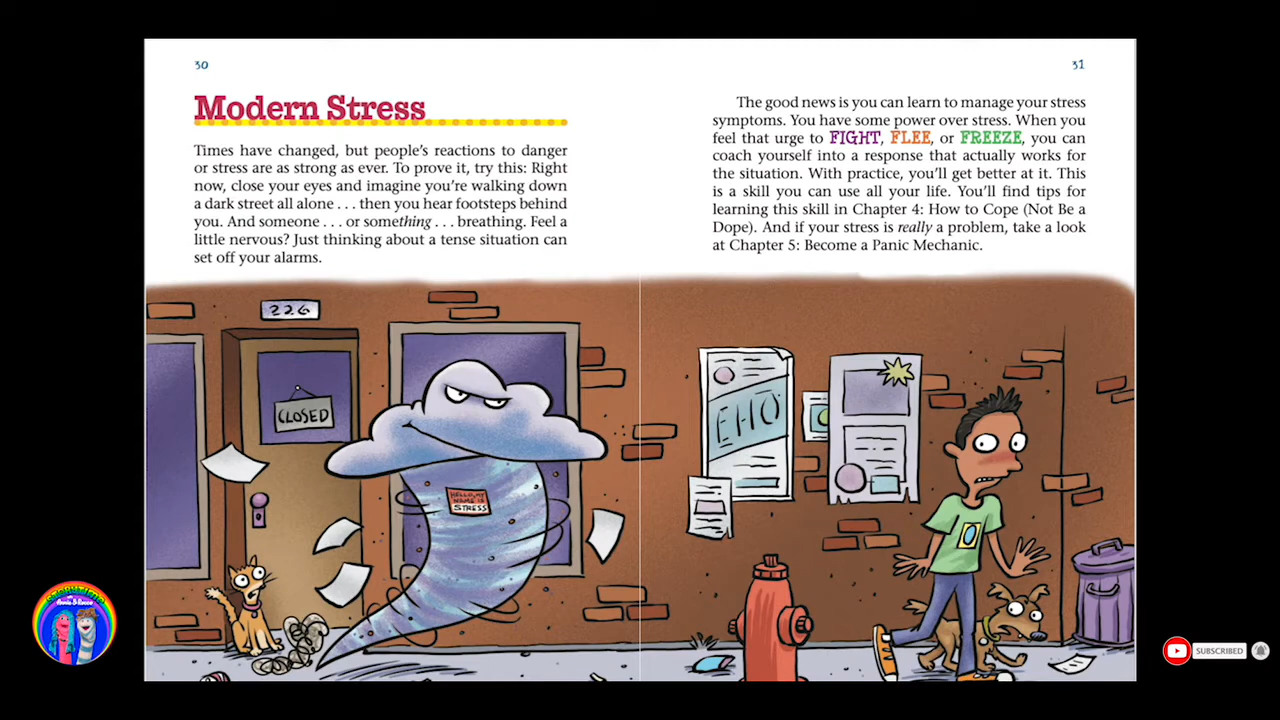 30
Modern Stress
Times have changed, but people's reactions to danger
or stress are as strong as ever. To prove it, try this: Right
now, close your eyes and imagine you're walking down
a dark street all alone . . . then you hear footsteps behind
you. And someone . . . or something . . . breathing. Feel a
little nervous? Just thinking about a tense situation can
set off your alarms.
31
The good news is you can learn to manage your stress
symptoms. You have some power over stress. When you
feel that urge to FIGHT, FLEE, or FREEZE, you can
coach yourself into a response that actually works for
the situation. With practice, you'll get better at it. This
is a skill you can use all your life. You'll find tips for
learning this skill in Chapter 4: How to Cope (Not Be a
Dope). And if your stress is really a problem, take a look
at Chapter 5: Become a Panic Mechanic.
226
CLOSED
HELLO, MY
NAME IS
STRESS
EHO
STORYTIME
Annie & Rocco
SUBSCRIBED